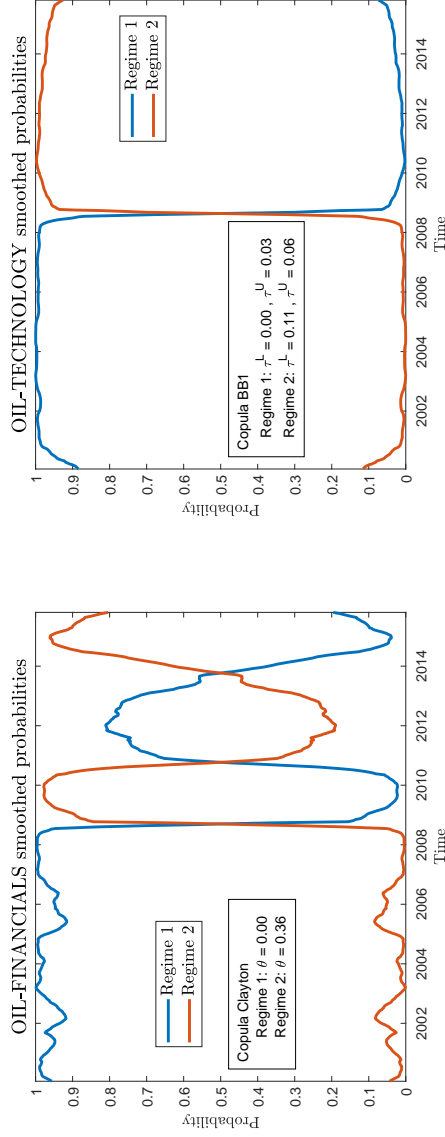 OIL-FINANCIALS smoothed probabilities
Probability
1
0.9
0.8
0.7
0.6
0.5
0.4
0.3
0.2
0.1
0
Regime 1
Regime 2
Copula Clayton
Regime 1: θ = 0.00
Regime 2: θ = 0.36
2002 2004 2006 2008 2010 2012 2014
Time
OIL-TECHNOLOGY smoothed probabilities
Probability
1
0.9
0.8
0.7
0.6
0.5
0.4
0.3
0.2
0.1
0
Regime 1
Regime 2
Copula BB1
Regime 1: τ^L = 0.00 , τ^U = 0.03
Regime 2: τ^L = 0.11 , τ^U = 0.06
2002 2004 2006 2008 2010 2012 2014
Time